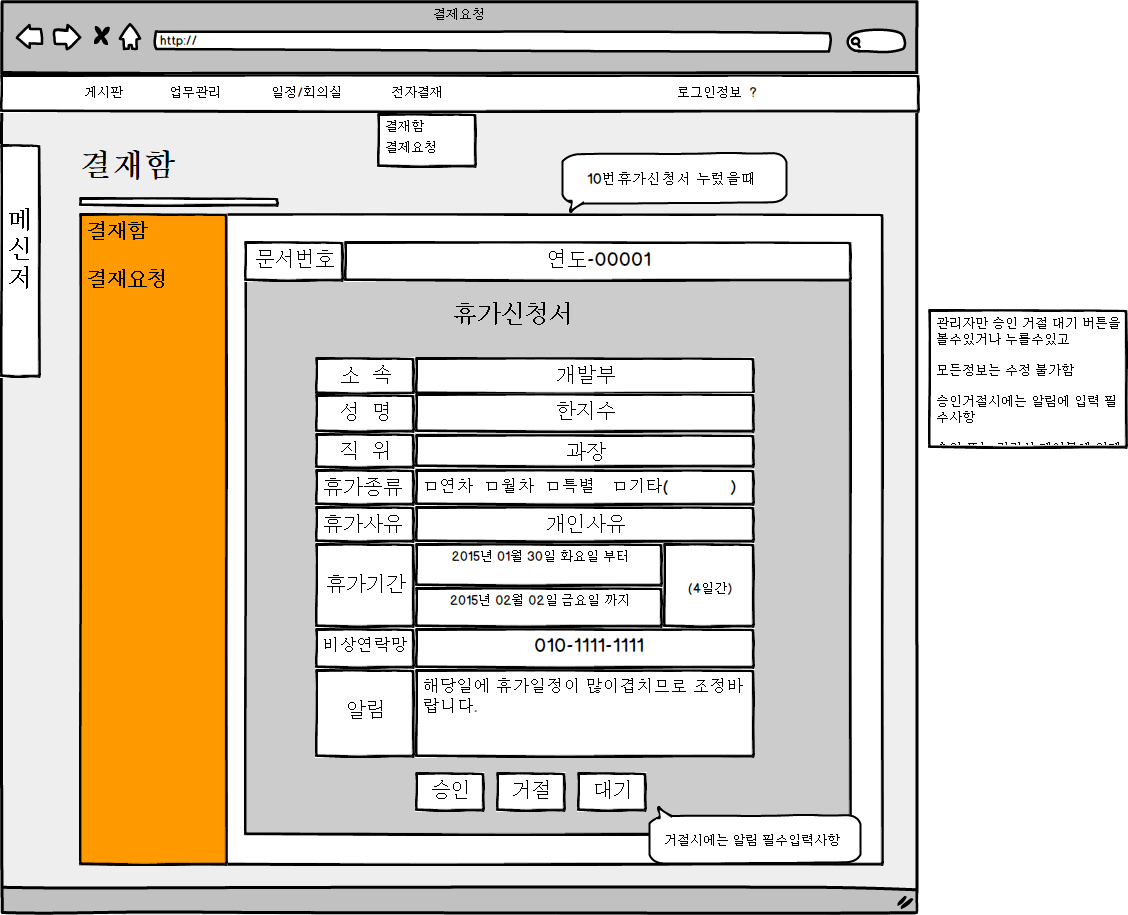 결제요청
http://
게시판 업무관리 일정/회의실 전자결재 로그인정보 ?
결재함
결제요청
결재함
10번휴가신청서 누렀을때
메신저
결재함
결재요청
문서번호 연도-00001
휴가신청서
소 속 개발부
성 명 한지수
직 위 과장
휴가종류 ㅁ연차 ㅁ월차 ㅁ특별 ㅁ기타( )
휴가사유 개인사유
휴가기간
2015년 01월 30일 화요일 부터
2015년 02월 02일 금요일 까지
(4일간)
비상연락망 010-1111-1111
알림
해당일에 휴가일정이 많이겹치므로 조정바
랍니다.
승인 거절 대기
거절시에는 알림 필수입력사항
관리자만 승인 거절 대기 버튼을
볼수있거나 누를수있고
모든정보는 수정 불가함
승인거절시에는 알림에 입력 필
수사항